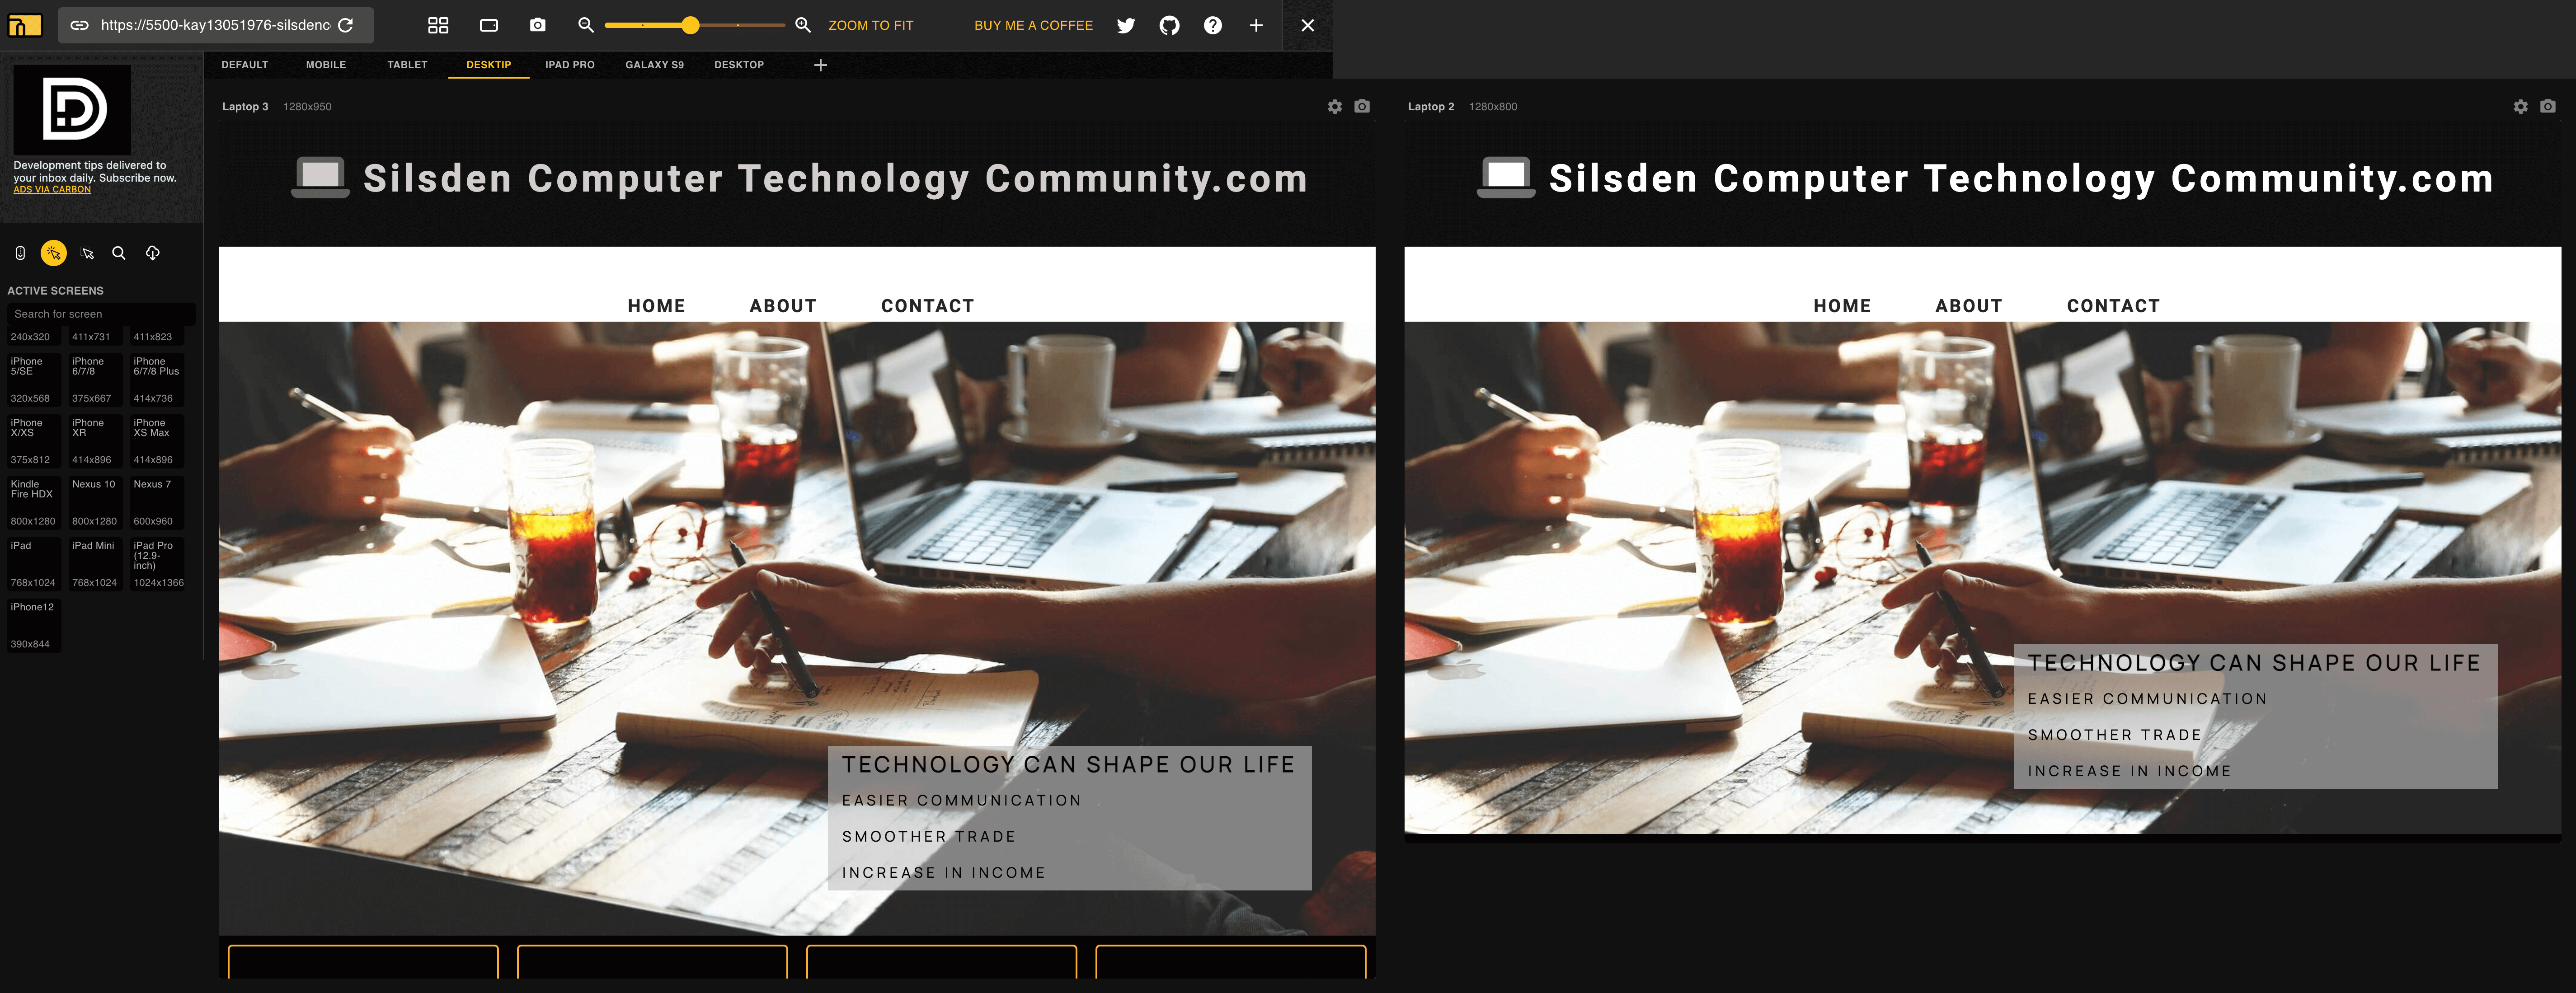 https://5500-kay13051976-silsdenc
ZOOM TO FIT
BUY ME A COFFEE
DEFAULT MOBILE TABLET DESKTIP IPAD PRO GALAXY S9 DESKTOP
Development tips delivered to
your inbox daily. Subscribe now.
ADS VIA CARBON
ACTIVE SCREENS
Search for screen
240x320 411x731 411x823
iPhone 5/SE
320x568
iPhone 6/7/8
375x667
iPhone 6/7/8 Plus
414x736
iPhone X/XS
375x812
iPhone XR
414x896
iPhone XS Max
414x896
Kindle Fire HDX
800x1280
Nexus 10
800x1280
Nexus 7
600x960
iPad
768x1024
iPad Mini
768x1024
iPad Pro (12.9-inch)
1024x1366
iPhone12
390x844
Laptop 3 1280x950
Silsden Computer Technology Community.com
HOME ABOUT CONTACT
TECHNOLOGY CAN SHAPE OUR LIFE
EASIER COMMUNICATION
SMOOTHER TRADE
INCREASE IN INCOME
Laptop 2 1280x800
Silsden Computer Technology Community.com
HOME ABOUT CONTACT
TECHNOLOGY CAN SHAPE OUR LIFE
EASIER COMMUNICATION
SMOOTHER TRADE
INCREASE IN INCOME